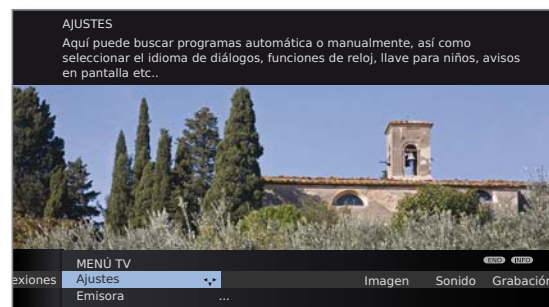 AJUSTES
Aquí puede buscar programas automática o manualmente, así como
seleccionar el idioma de diálogos, funciones de reloj, llave para niños, avisos
en pantalla etc..
MENÚ TV
END INFO
exiones Ajustes Imagen Sonido Grabación
Emisora ...